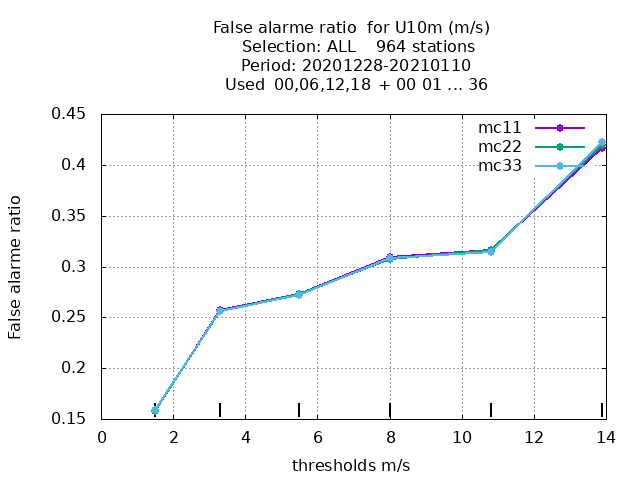 False alarme ratio  for U10m (m/s)
Selection: ALL    964 stations
Period: 20201228-20210110
Used  00,06,12,18  + 00 01 ... 36
mc11
mc22
mc33
False alarme ratio
0.45
0.4
0.35
0.3
0.25
0.2
0.15
0 2 4 6 8 10 12 14
thresholds m/s